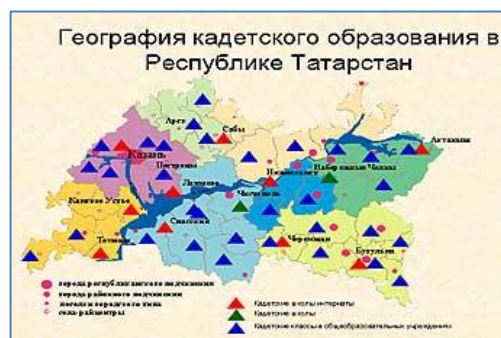 География кадетского образования в
Республике Татарстан
Арск
Сабы
Актаныш
Казань
Набережные Челны
Нижнекамск
Лаишево
Чистополь
Камское Устье
Спасский
Тетюши
Черемшан
Бугульма
города республиканского подчинения
города районного подчинения
поселки городского типа
села-райцентры
Кадетские школы интернаты
Кадетские школы
Кадетские классы в общеобразовательных учреждениях